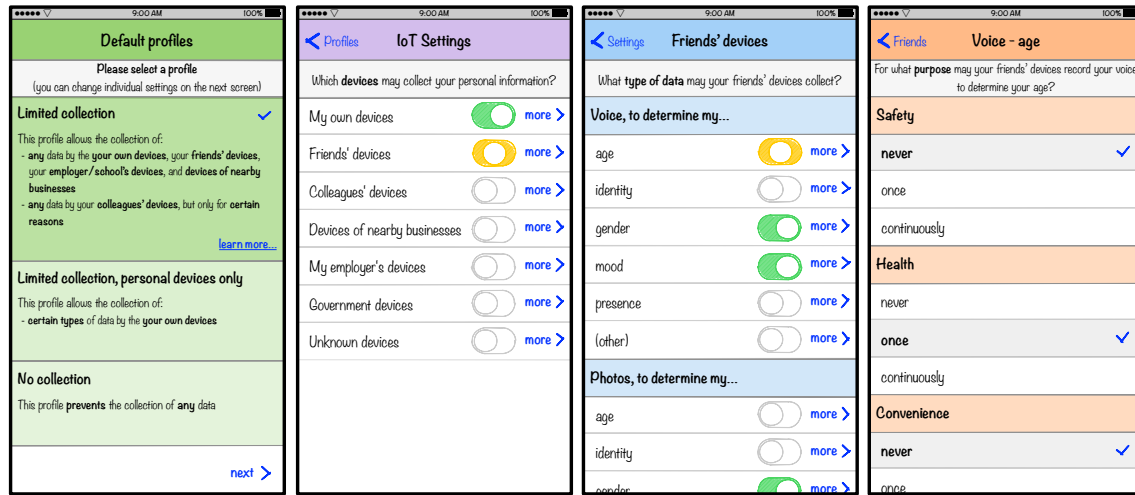 9:00 AM 100%
Default profiles
Please select a profile
(you can change individual settings on the next screen)
Limited collection
This profile allows the collection of:
- any data by the your own devices, your friends' devices,
your employer/school's devices, and devices of nearby
businesses
- any data by your colleagues' devices, but only for certain
reasons
learn more...
Limited collection, personal devices only
This profile allows the collection of:
- certain types of data by the your own devices
No collection
This profile prevents the collection of any data
next
9:00 AM 100%
Profiles IoT Settings
Which devices may collect your personal information?
My own devices more
Friends' devices more
Colleagues' devices more
Devices of nearby businesses more
My employer's devices more
Government devices more
Unknown devices more
9:00 AM 100%
Settings Friends' devices
What type of data may your friends' devices collect?
Voice, to determine my...
age more
identity more
gender more
mood more
presence more
(other) more
Photos, to determine my...
age more
identity more
gender more
9:00 AM 100%
Friends Voice - age
For what purpose may your friends' devices record your voice
to determine your age?
Safety
never
once
continuously
Health
never
once
continuously
Convenience
never
once